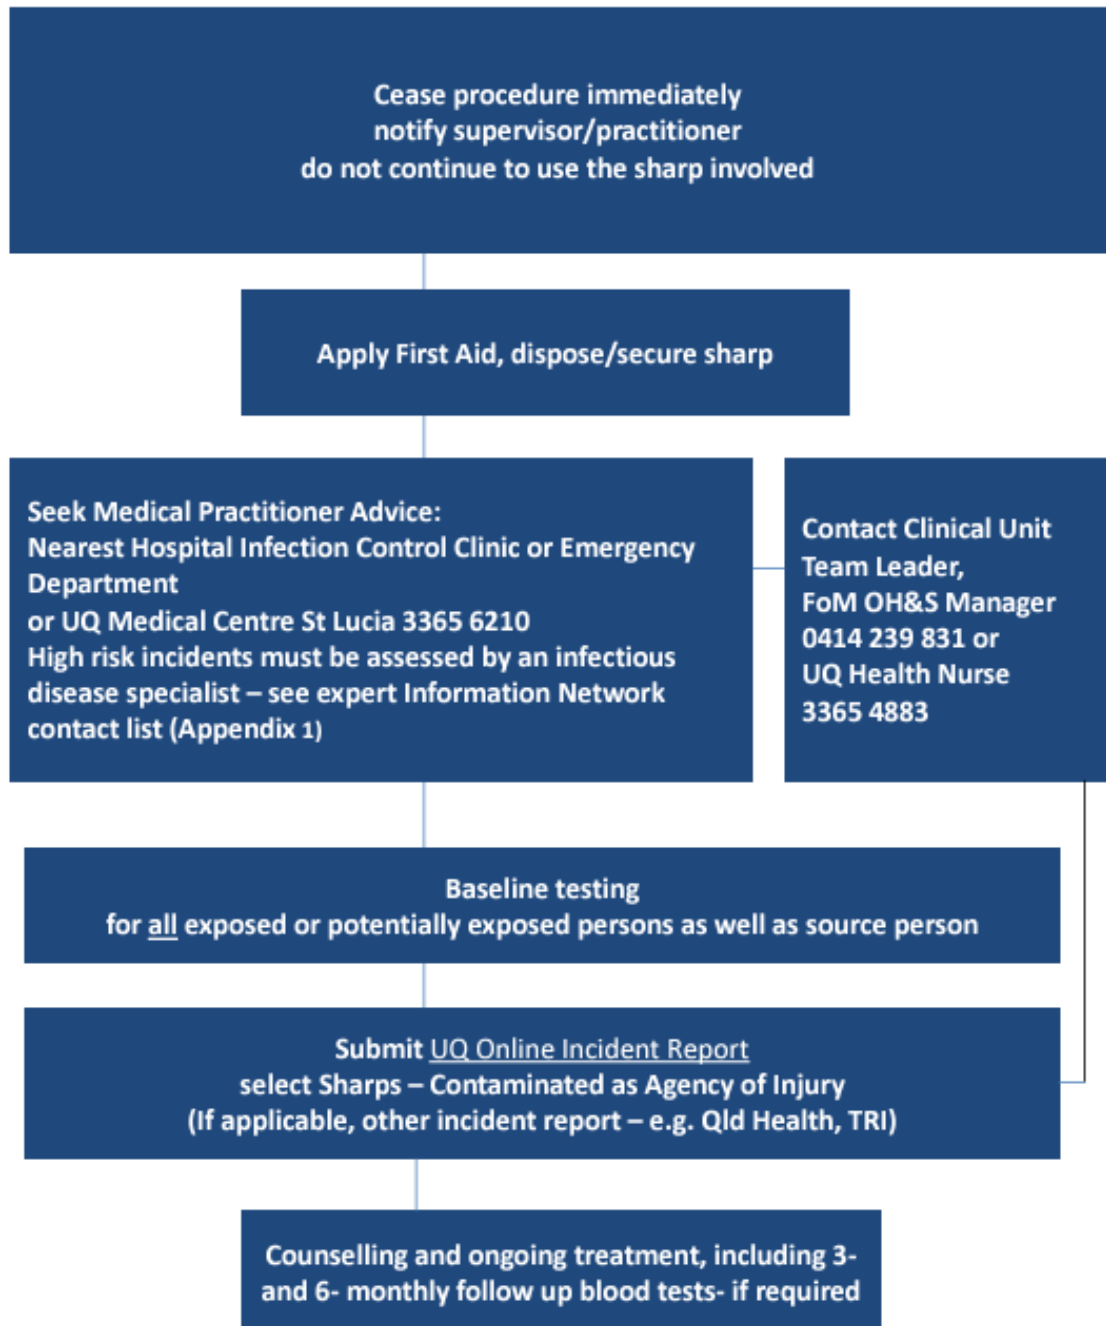 Cease procedure immediately
notify supervisor/practitioner
do not continue to use the sharp involved
Apply First Aid, dispose/secure sharp
Seek Medical Practitioner Advice:
Nearest Hospital Infection Control Clinic or Emergency
Department
or UQ Medical Centre St Lucia 3365 6210
High risk incidents must be assessed by an infectious
disease specialist – see expert Information Network
contact list (Appendix 1)
Contact Clinical Unit
Team Leader,
FoM OH&S Manager
0414 239 831 or
UQ Health Nurse
3365 4883
Baseline testing
for all exposed or potentially exposed persons as well as source person
Submit UQ Online Incident Report
select Sharps – Contaminated as Agency of Injury
(If applicable, other incident report – e.g. Qld Health, TRI)
Counselling and ongoing treatment, including 3-
and 6- monthly follow up blood tests- if required